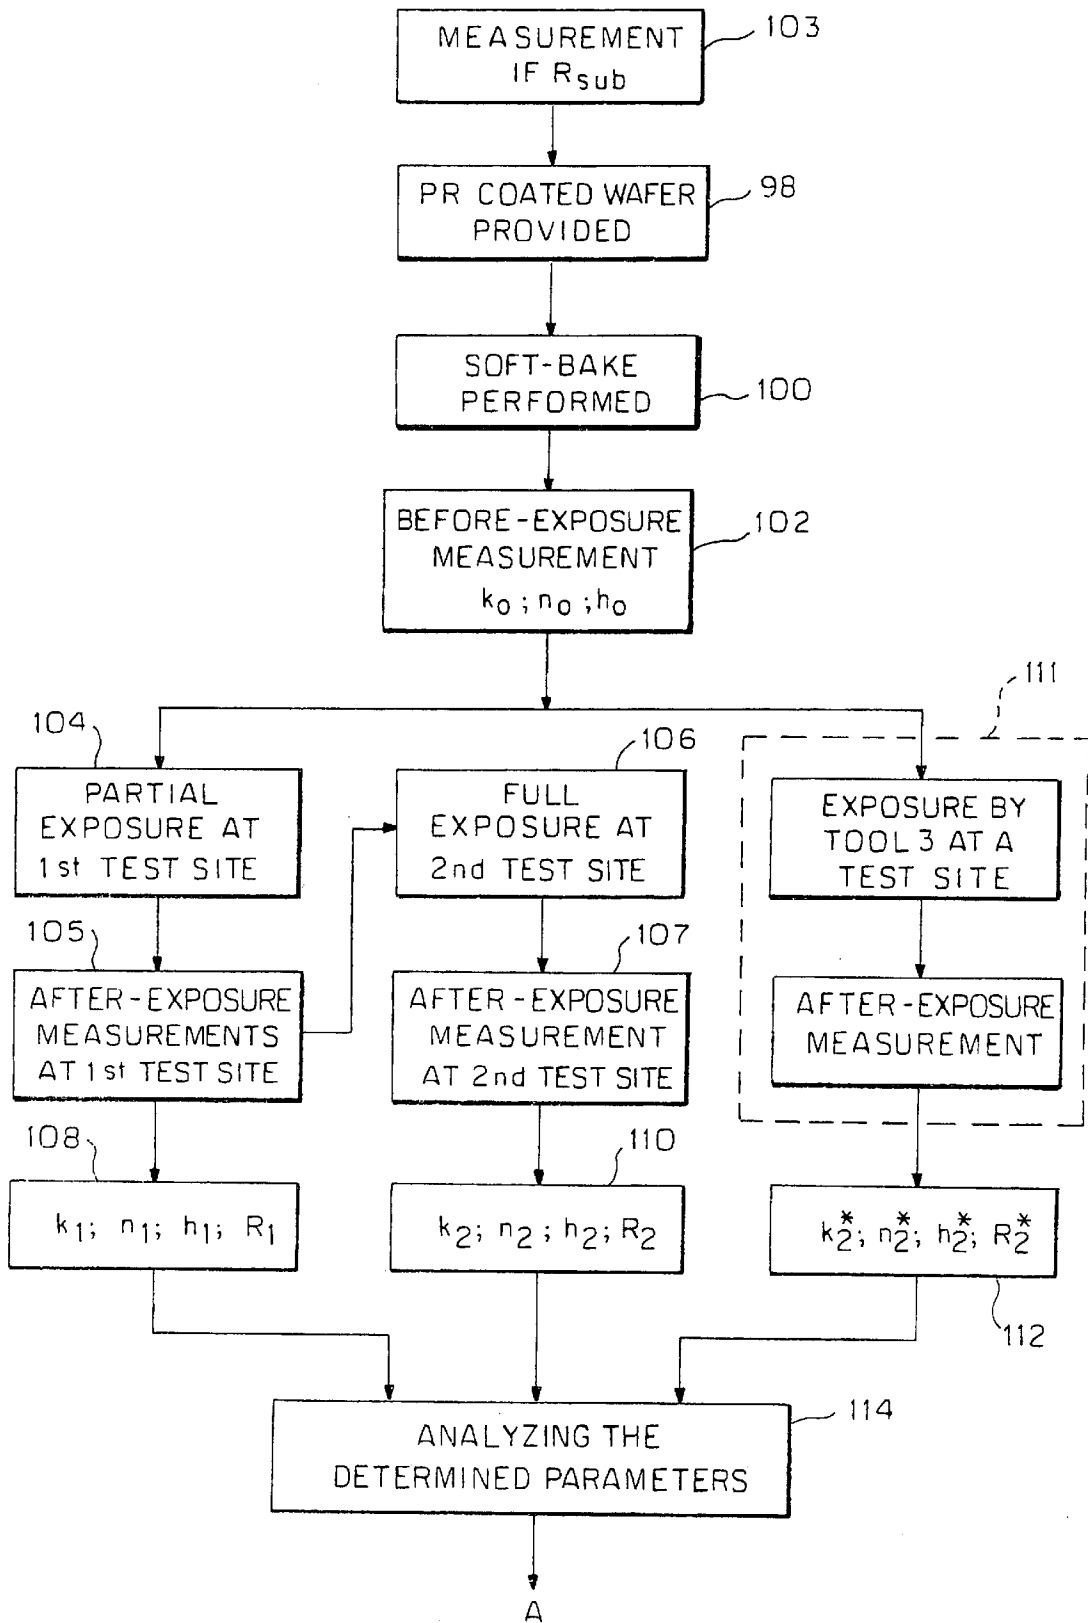 MEASUREMENT
IF Rsub
103
PR COATED WAFER
PROVIDED
98
SOFT-BAKE
PERFORMED
100
BEFORE-EXPOSURE
MEASUREMENT
k0; n0; h0
102
111
104
PARTIAL
EXPOSURE AT
1st TEST SITE
106
FULL
EXPOSURE AT
2nd TEST SITE
EXPOSURE BY
TOOL 3 AT A
TEST SITE
105
AFTER-EXPOSURE
MEASUREMENTS
AT 1st TEST SITE
107
AFTER-EXPOSURE
MEASUREMENT
AT 2nd TEST SITE
AFTER-EXPOSURE
MEASUREMENT
108
k1; n1; h1; R1
110
k2; n2; h2; R2
k2*; n2*; h2*; R2*
112
ANALYZING THE
DETERMINED PARAMETERS
114
A